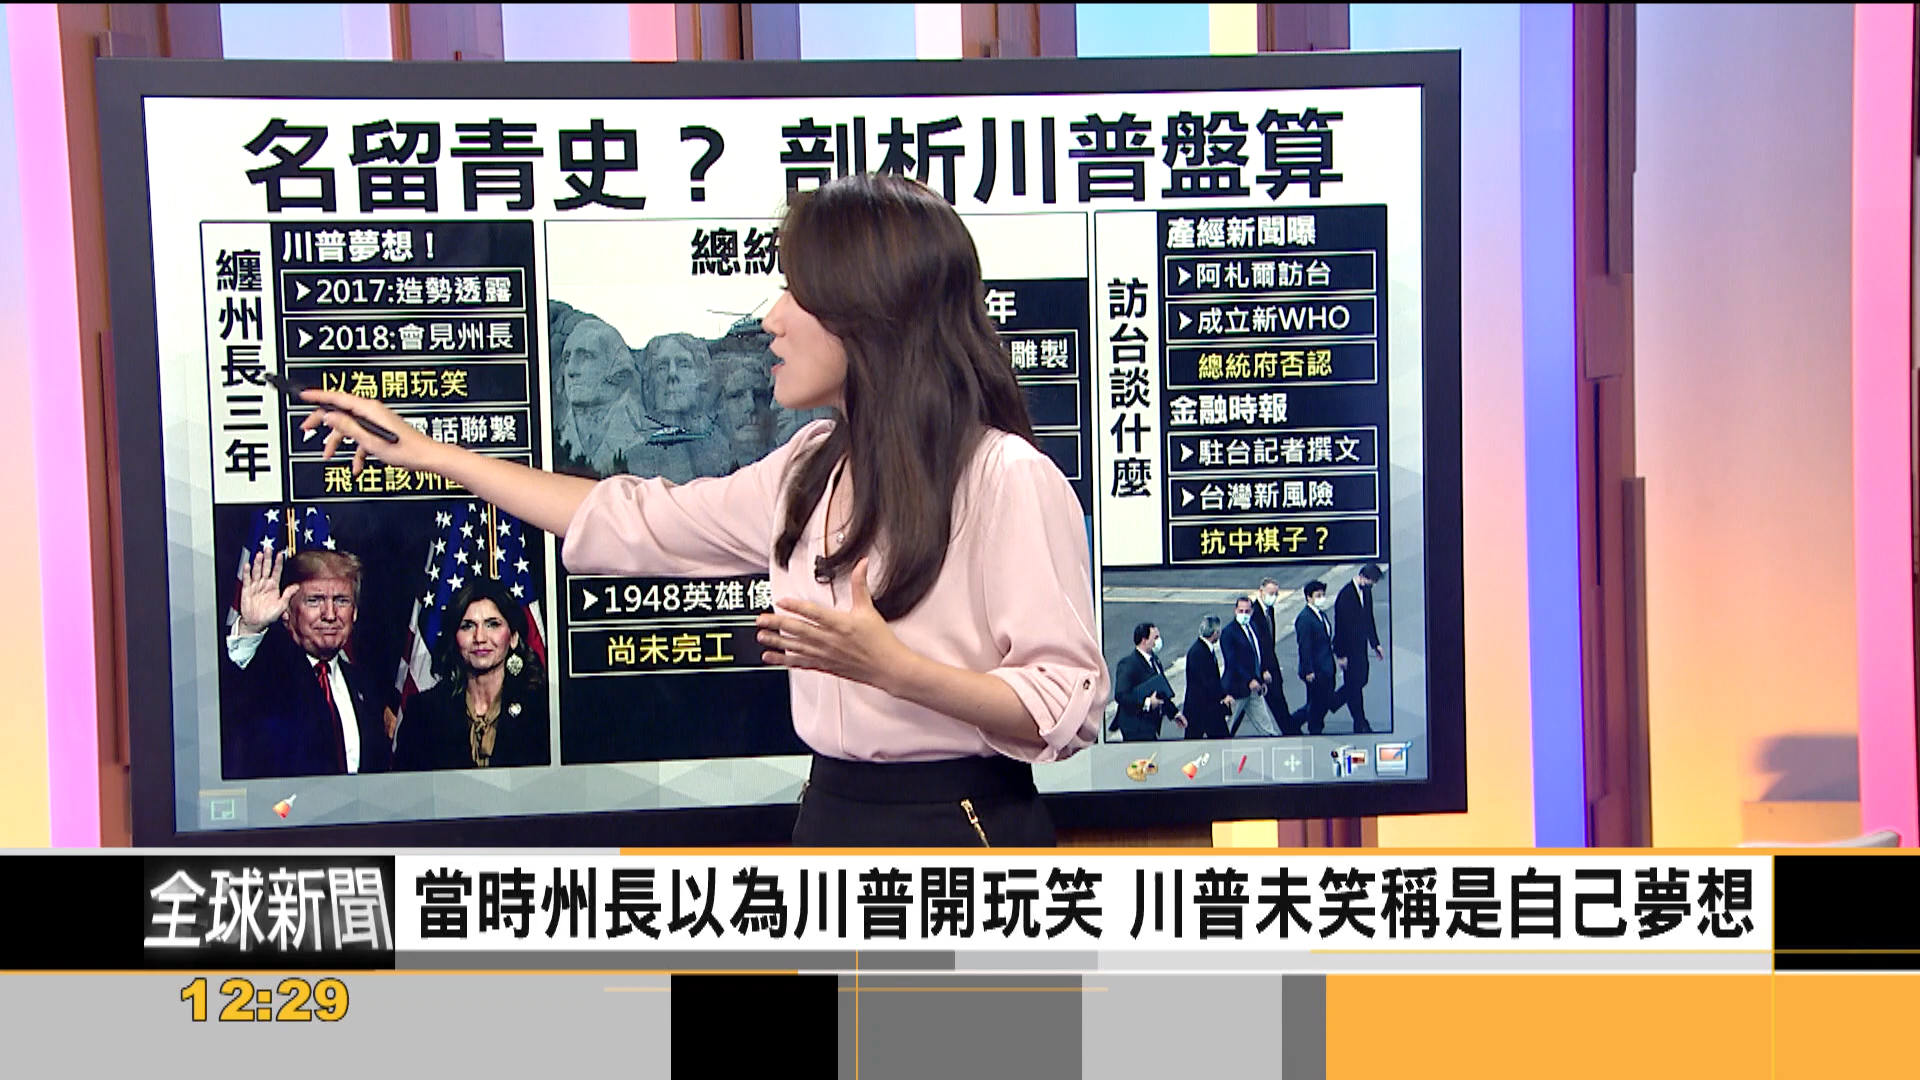 名留青史？ 剖析川普盤算
纏州長三年
川普夢想！
➤2017:造勢透露
➤2018:會見州長
以為開玩笑
電話聯繫
飛往該州
總統
年
雕製
➤1948英雄像
尚未完工
訪台談什麼
產經新聞曝
➤阿札爾訪台
➤成立新WHO
總統府否認
金融時報
➤駐台記者撰文
➤台灣新風險
抗中棋子？
全球新聞
當時州長以為川普開玩笑 川普未笑稱是自己夢想
12:29